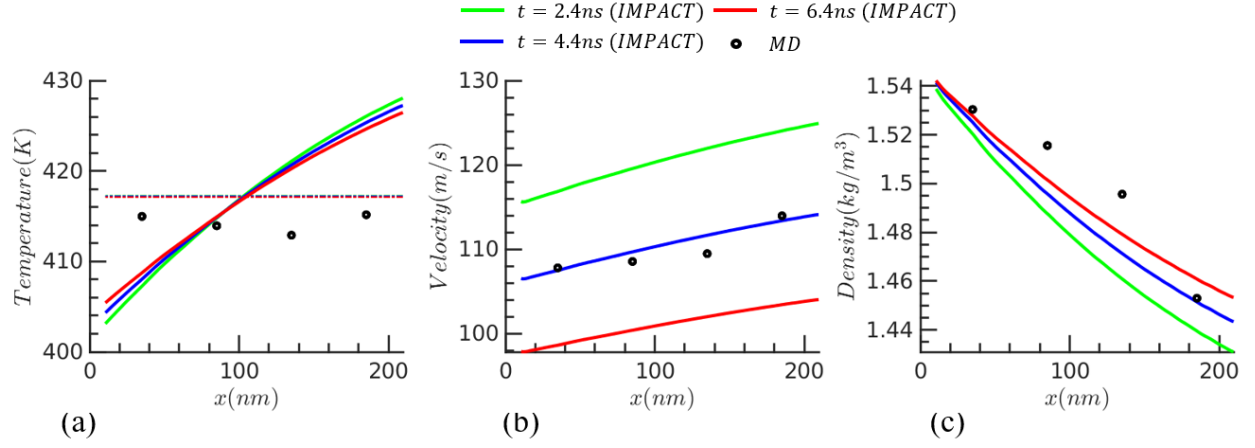 t = 2.4ns (IMPACT) t = 6.4ns (IMPACT)
t = 4.4ns (IMPACT) MD
430
420
410
400
Temperature(K)
0 100 200
x(nm)
(a)
130
120
110
100
Velocity(m/s)
0 100 200
x(nm)
(b)
1.54
1.52
1.5
1.48
1.46
1.44
Density(kg/m³)
0 100 200
x(nm)
(c)